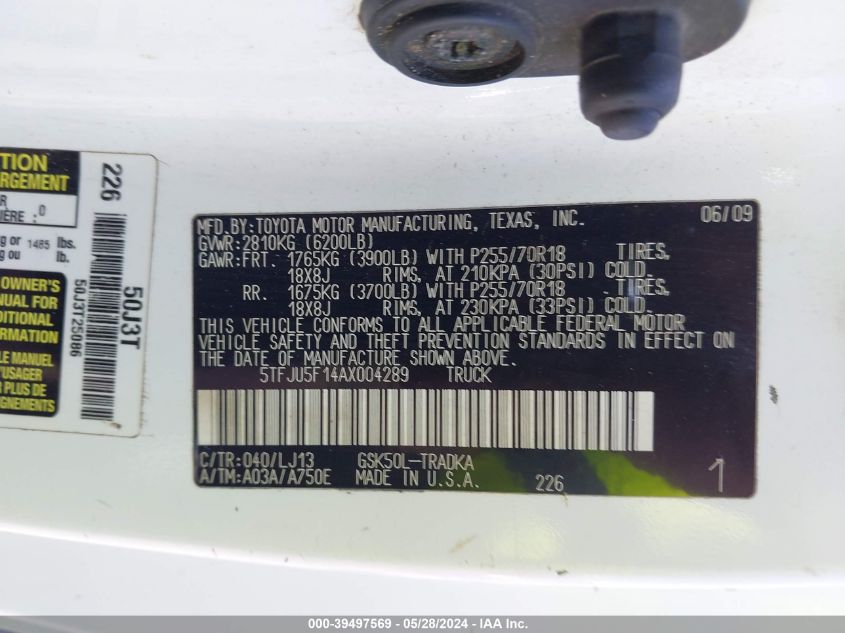 TION
RGEMENT
R
IÈRE : 0
g or 1485 lbs.
g ou lb.
OWNER'S
NUAL FOR
DITIONAL
RMATION
LE MANUEL
'USAGER
R PLUS DE
GNEMENTS
226
50J3T
50J3T25086
MFD.BY:TOYOTA MOTOR MANUFACTURING, TEXAS, INC. 06/09
GVWR:2810KG (6200LB)
GAWR:FRT. 1765KG (3900LB) WITH P255/70R18 TIRES,
18X8J RIMS, AT 210KPA (30PSI) COLD.
RR. 1675KG (3700LB) WITH P255/70R18 TIRES,
18X8J RIMS, AT 230KPA (33PSI) COLD.
THIS VEHICLE CONFORMS TO ALL APPLICABLE FEDERAL MOTOR
VEHICLE SAFETY AND THEFT PREVENTION STANDARDS IN EFFECT ON
THE DATE OF MANUFACTURE SHOWN ABOVE.
5TFJU5F14AX004289 TRUCK
C/TR:040/LJ13 GSK50L-TRADKA
A/TM:A03A/A750E MADE IN U.S.A. 226 1
000-39497569 - 05/28/2024 - IAA Inc.